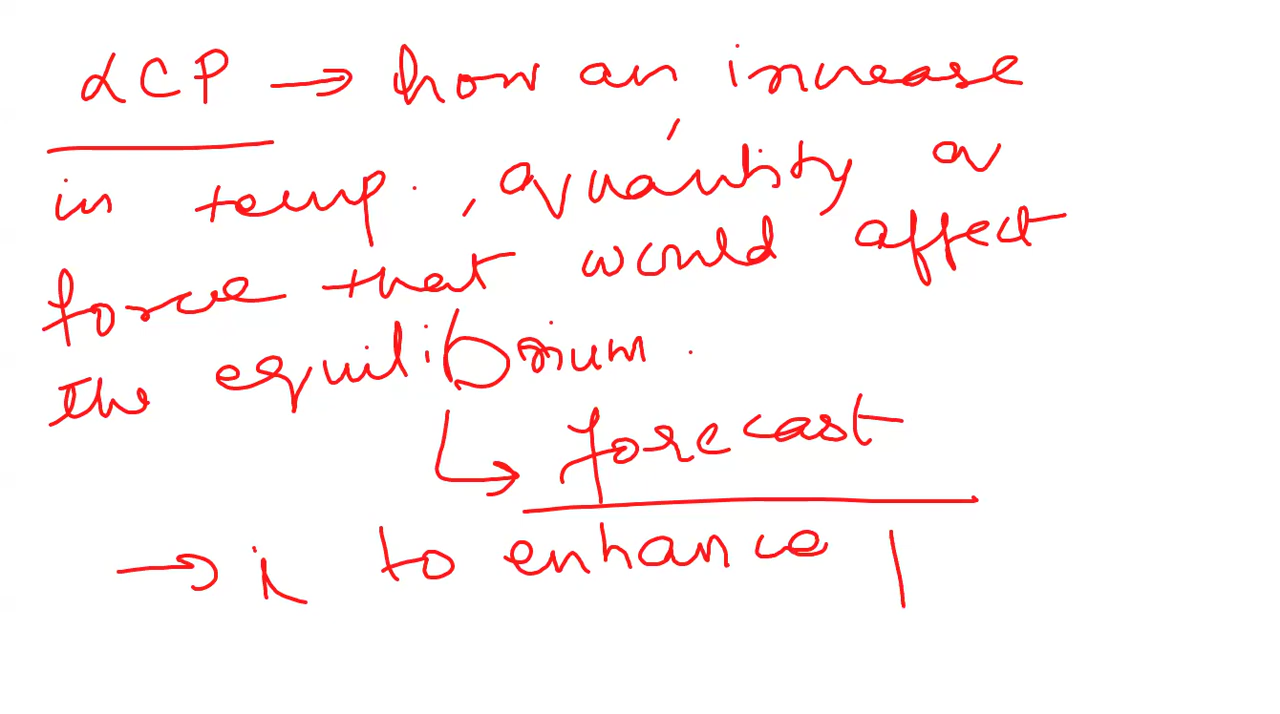 LCP → how an increase
in temp., quantity or
force that would affect
the equilibrium.
↳ forecast
→ i to enhance